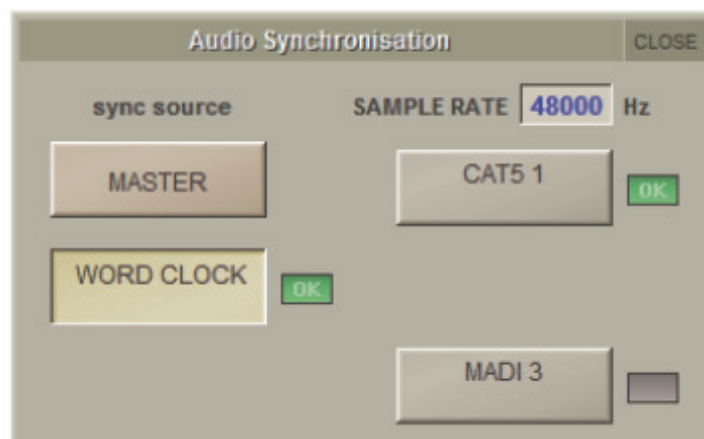 Audio Synchronisation CLOSE
sync source SAMPLE RATE 48000 Hz
MASTER CAT5 1 OK
WORD CLOCK OK
MADI 3